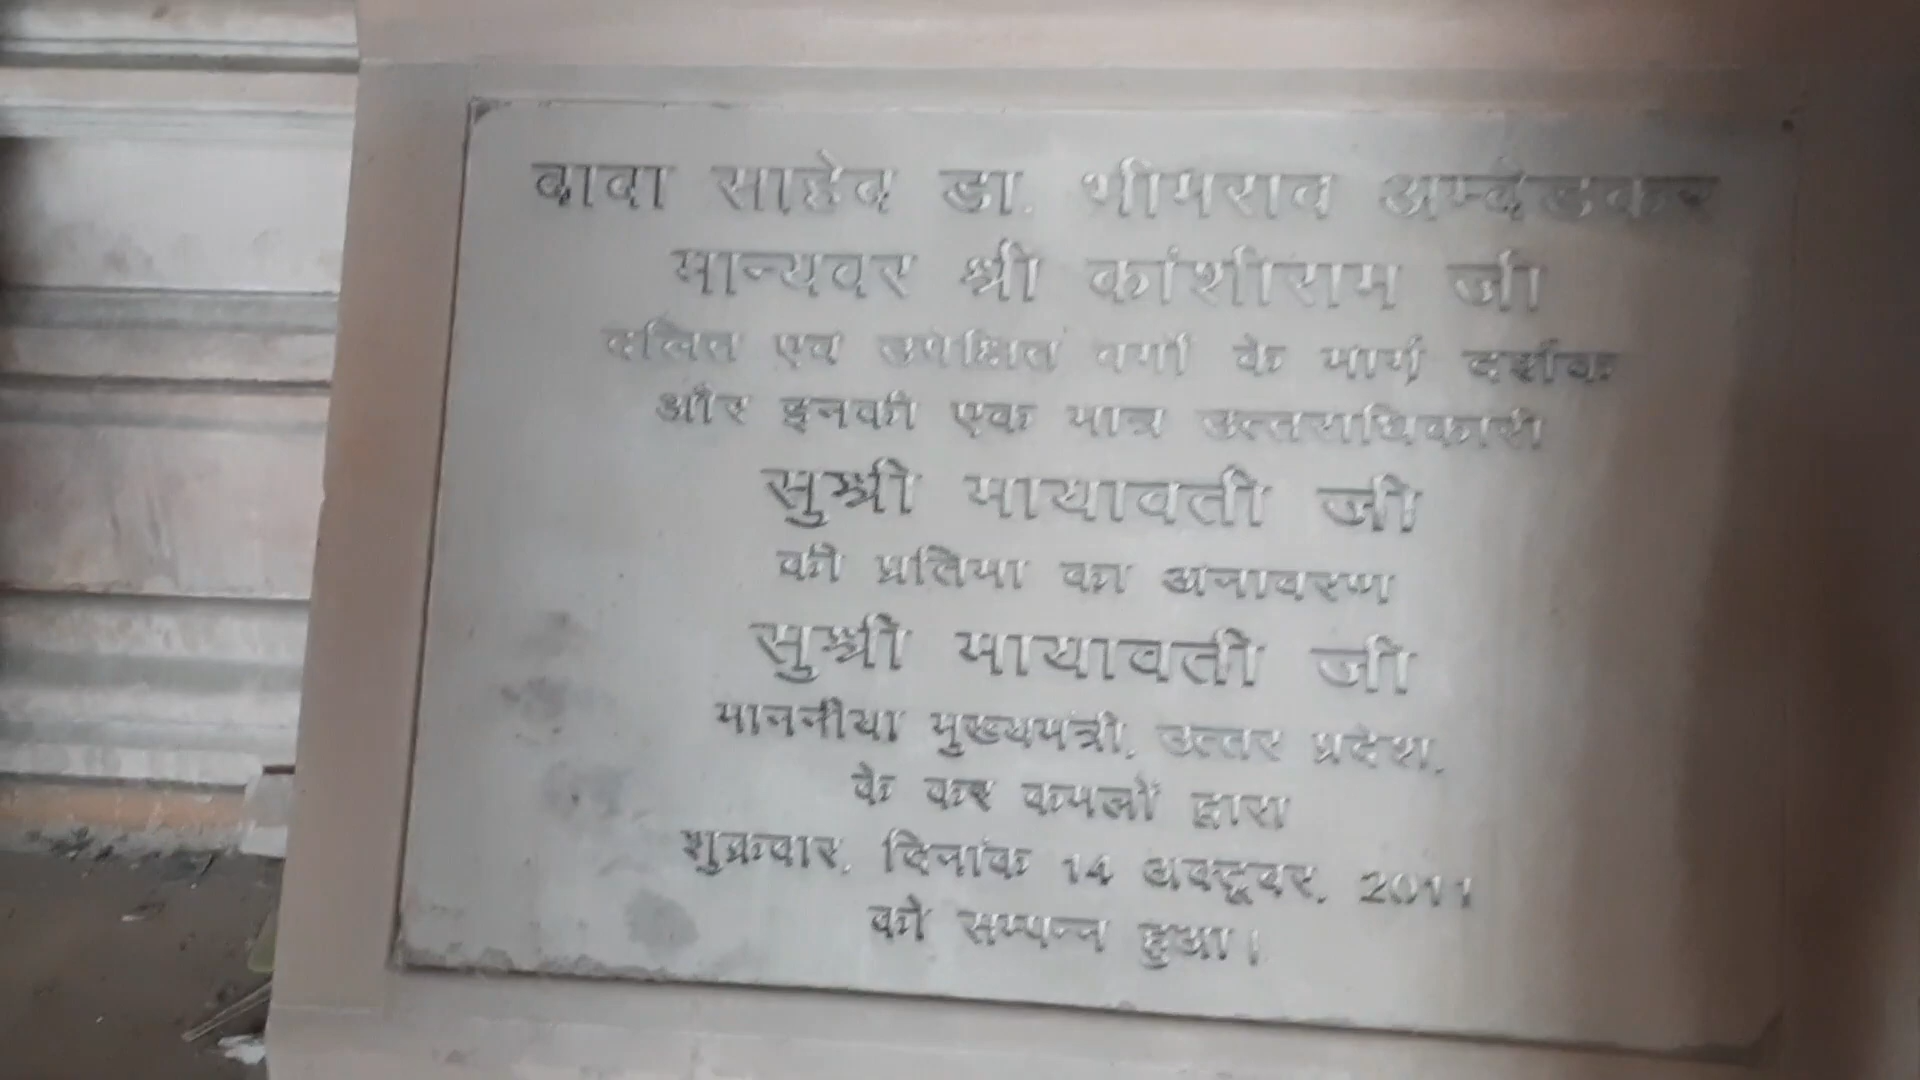 बाबा साहेब डा. भीमराव अम्बेडकर
मान्यवर श्री कांशीराम जी
दलित एवं उपेक्षित वर्गों के मार्ग दर्शक
और इनकी एक मात्र उत्तराधिकारी
सुश्री मायावती जी
की प्रतिमा का अनावरण
सुश्री मायावती जी
माननीया मुख्यमंत्री, उत्तर प्रदेश,
के कर कमलों द्वारा
शुक्रवार, दिनांक 14 अक्टूबर, 2011
को सम्पन्न हुआ।